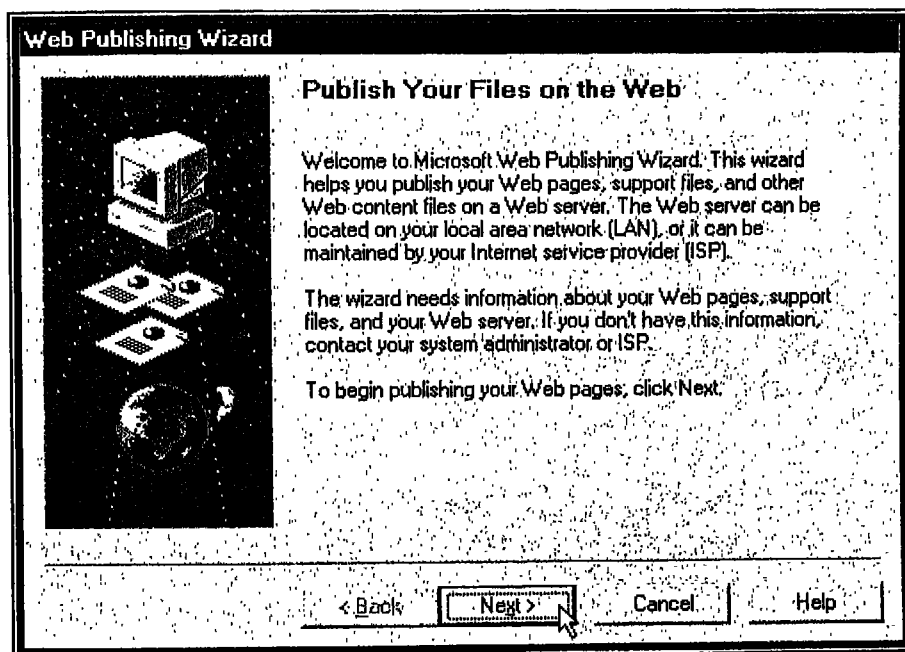 Web Publishing Wizard
Publish Your Files on the Web
Welcome to Microsoft Web Publishing Wizard. This wizard
helps you publish your Web pages, support files, and other
Web content files on a Web server. The Web server can be
located on your local area network (LAN), or it can be
maintained by your Internet service provider (ISP).
The wizard needs information about your Web pages, support
files, and your Web server. If you don't have this information,
contact your system administrator or ISP.
To begin publishing your Web pages, click Next.
< Back Next > Cancel Help